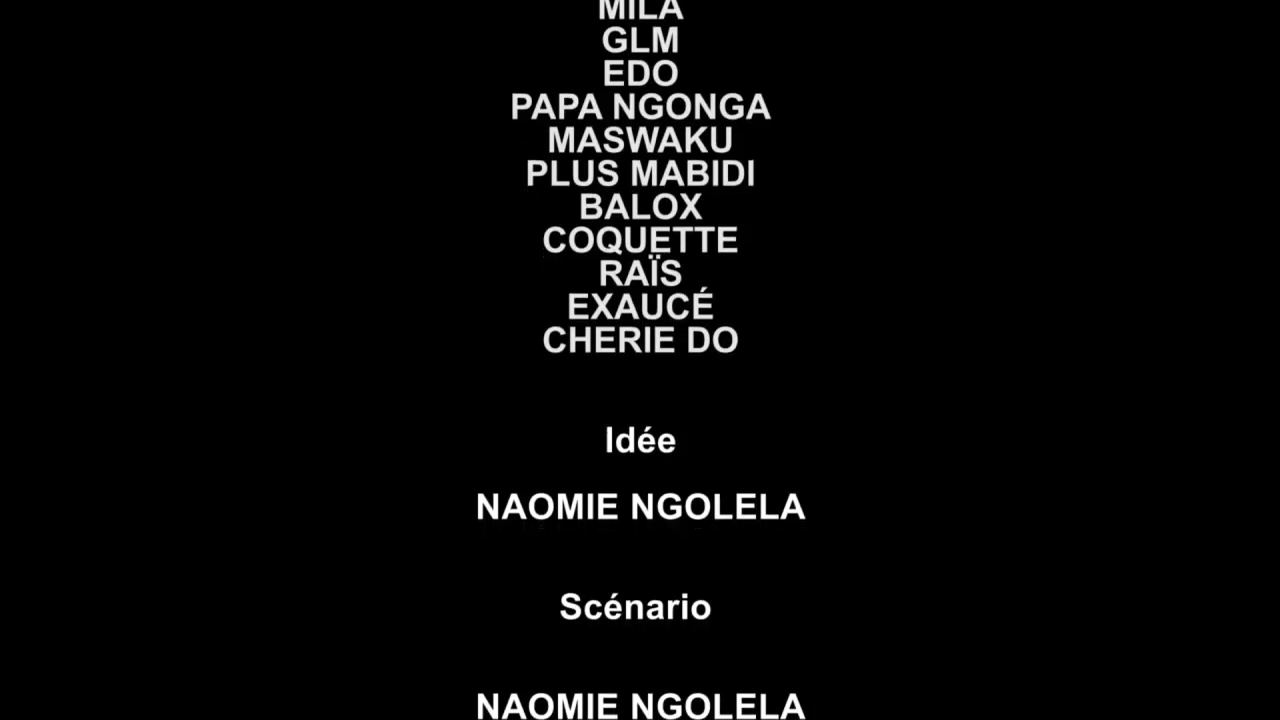 MILA
GLM
EDO
PAPA NGONGA
MASWAKU
PLUS MABIDI
BALOX
COQUETTE
RAÏS
EXAUCÉ
CHERIE DO
Idée
NAOMIE NGOLELA
Scénario
NAOMIE NGOLELA